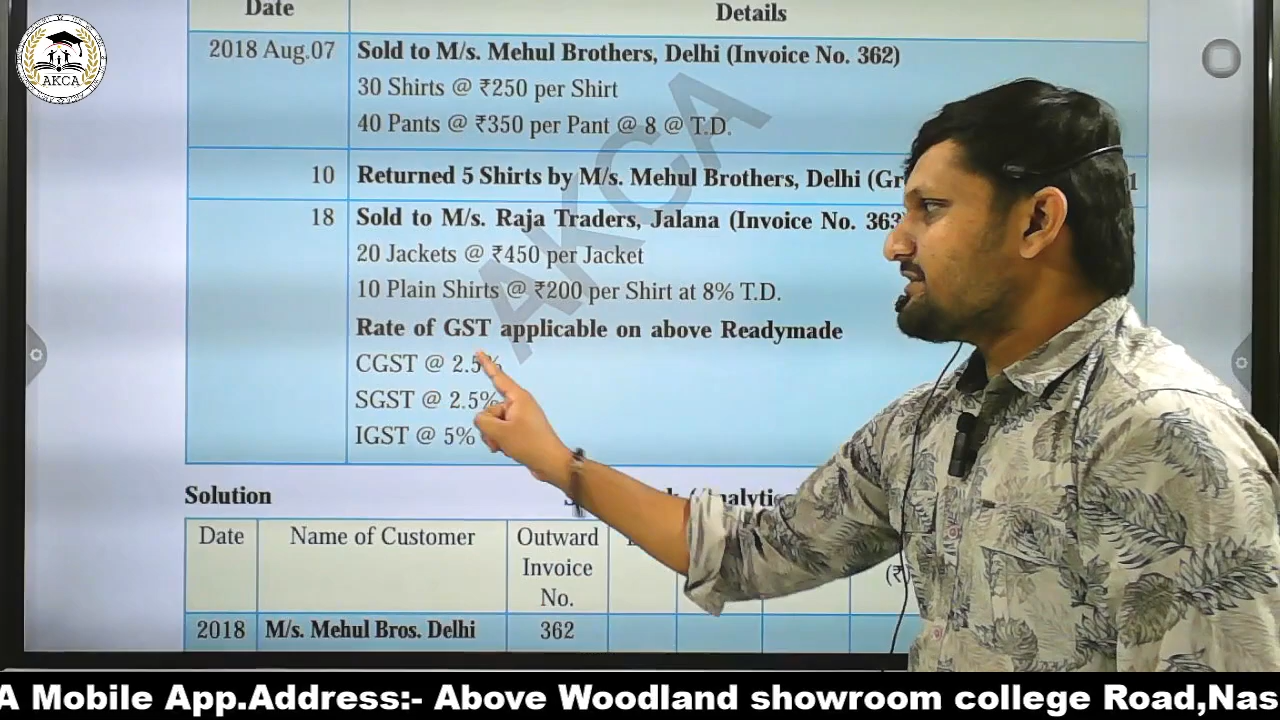 AKCA
Date
Details
2018 Aug.07
Sold to M/s. Mehul Brothers, Delhi (Invoice No. 362)
30 Shirts @ ₹250 per Shirt
40 Pants @ ₹350 per Pant @ 8 @ T.D.
10
Returned 5 Shirts by M/s. Mehul Brothers, Delhi (Gr
1
18
Sold to M/s. Raja Traders, Jalana (Invoice No. 363
20 Jackets @ ₹450 per Jacket
10 Plain Shirts @ ₹200 per Shirt at 8% T.D.
Rate of GST applicable on above Readymade
CGST @ 2.5%
SGST @ 2.5%
IGST @ 5%
AKCA
Solution
Date
Name of Customer
Outward
Invoice
No.
(₹
2018
M/s. Mehul Bros. Delhi
362
A Mobile App.Address:- Above Woodland showroom college Road,Nas